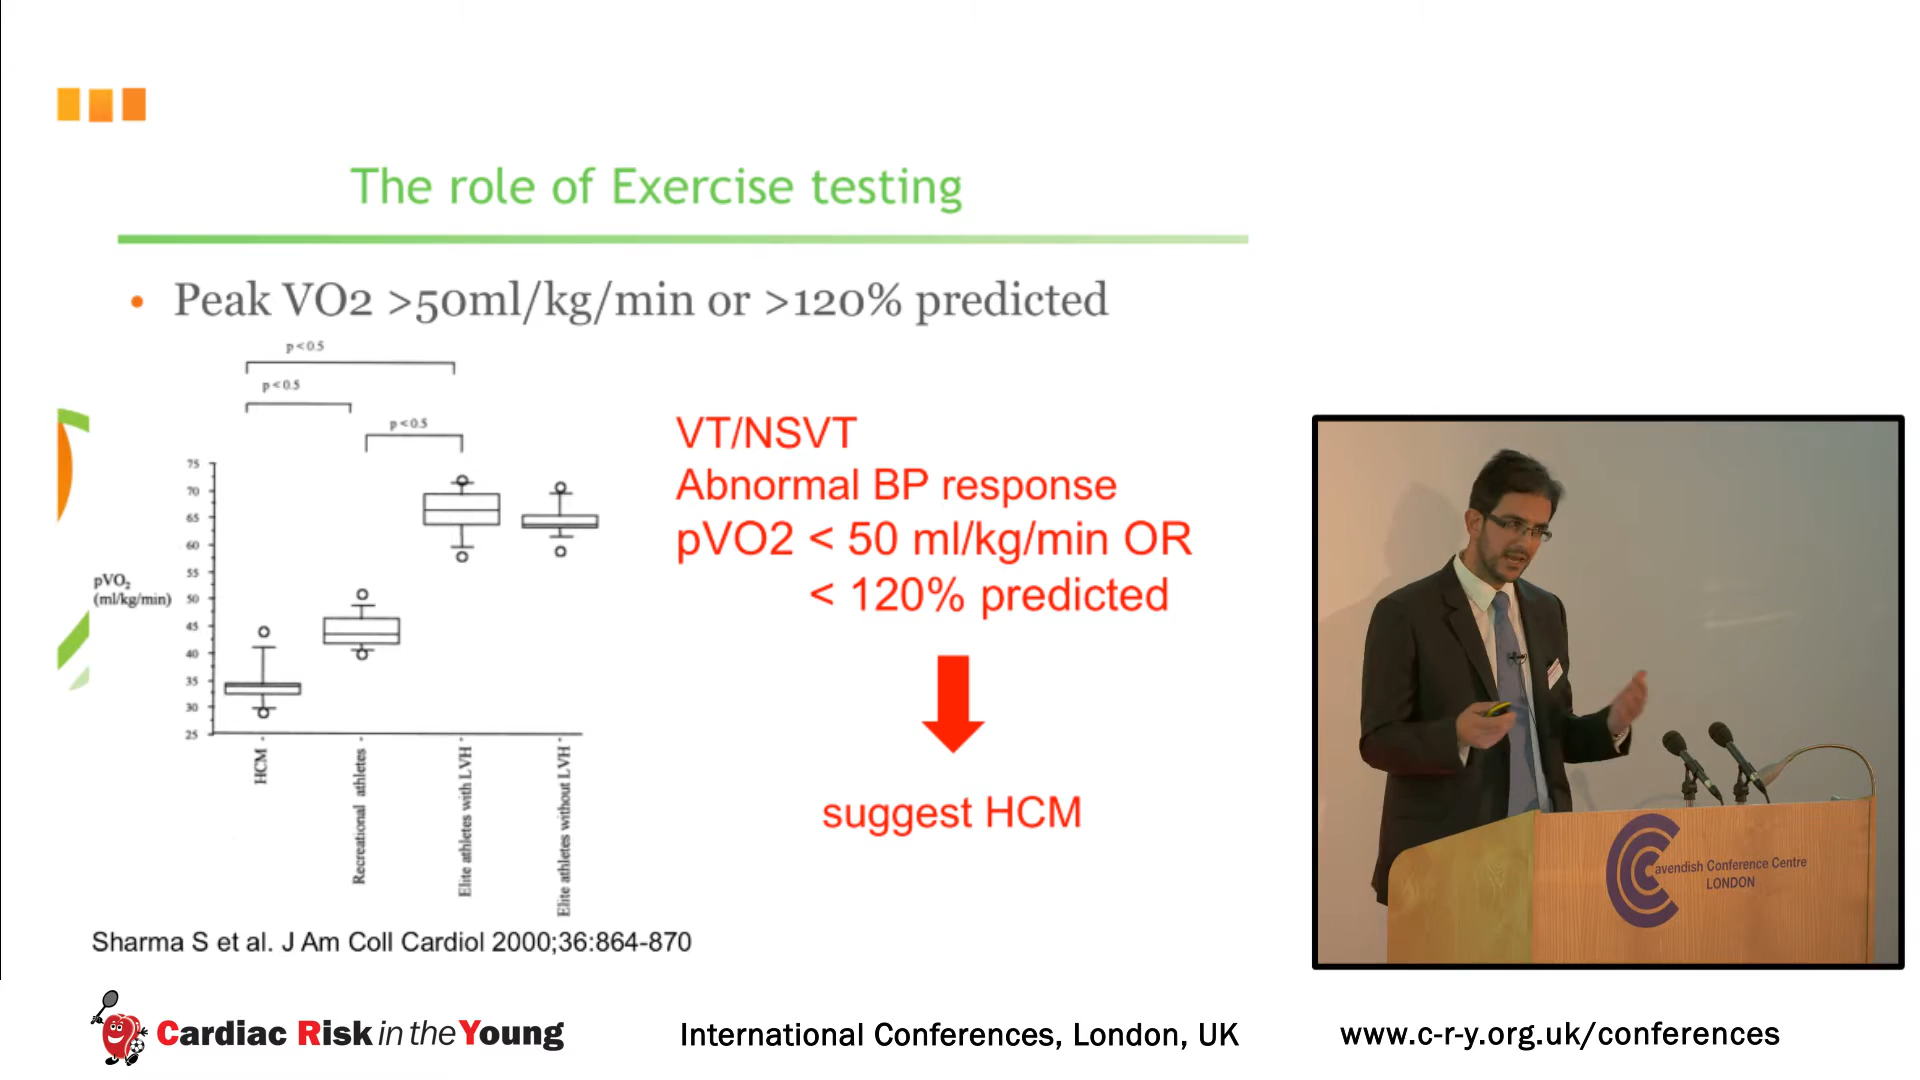 The role of Exercise testing
• Peak VO2 >50ml/kg/min or >120% predicted
p < 0.5
p < 0.5
p < 0.5
75
70
65
60
55
50
45
40
35
30
25
pVO₂
(ml/kg/min)
HCM
Recreational athletes
Elite athletes with LVH
Elite athletes without LVH
VT/NSVT
Abnormal BP response
pVO2 < 50 ml/kg/min OR
< 120% predicted
suggest HCM
Sharma S et al. J Am Coll Cardiol 2000;36:864-870
Cavendish Conference Centre
LONDON
Cardiac Risk in the Young
International Conferences, London, UK
www.c-r-y.org.uk/conferences